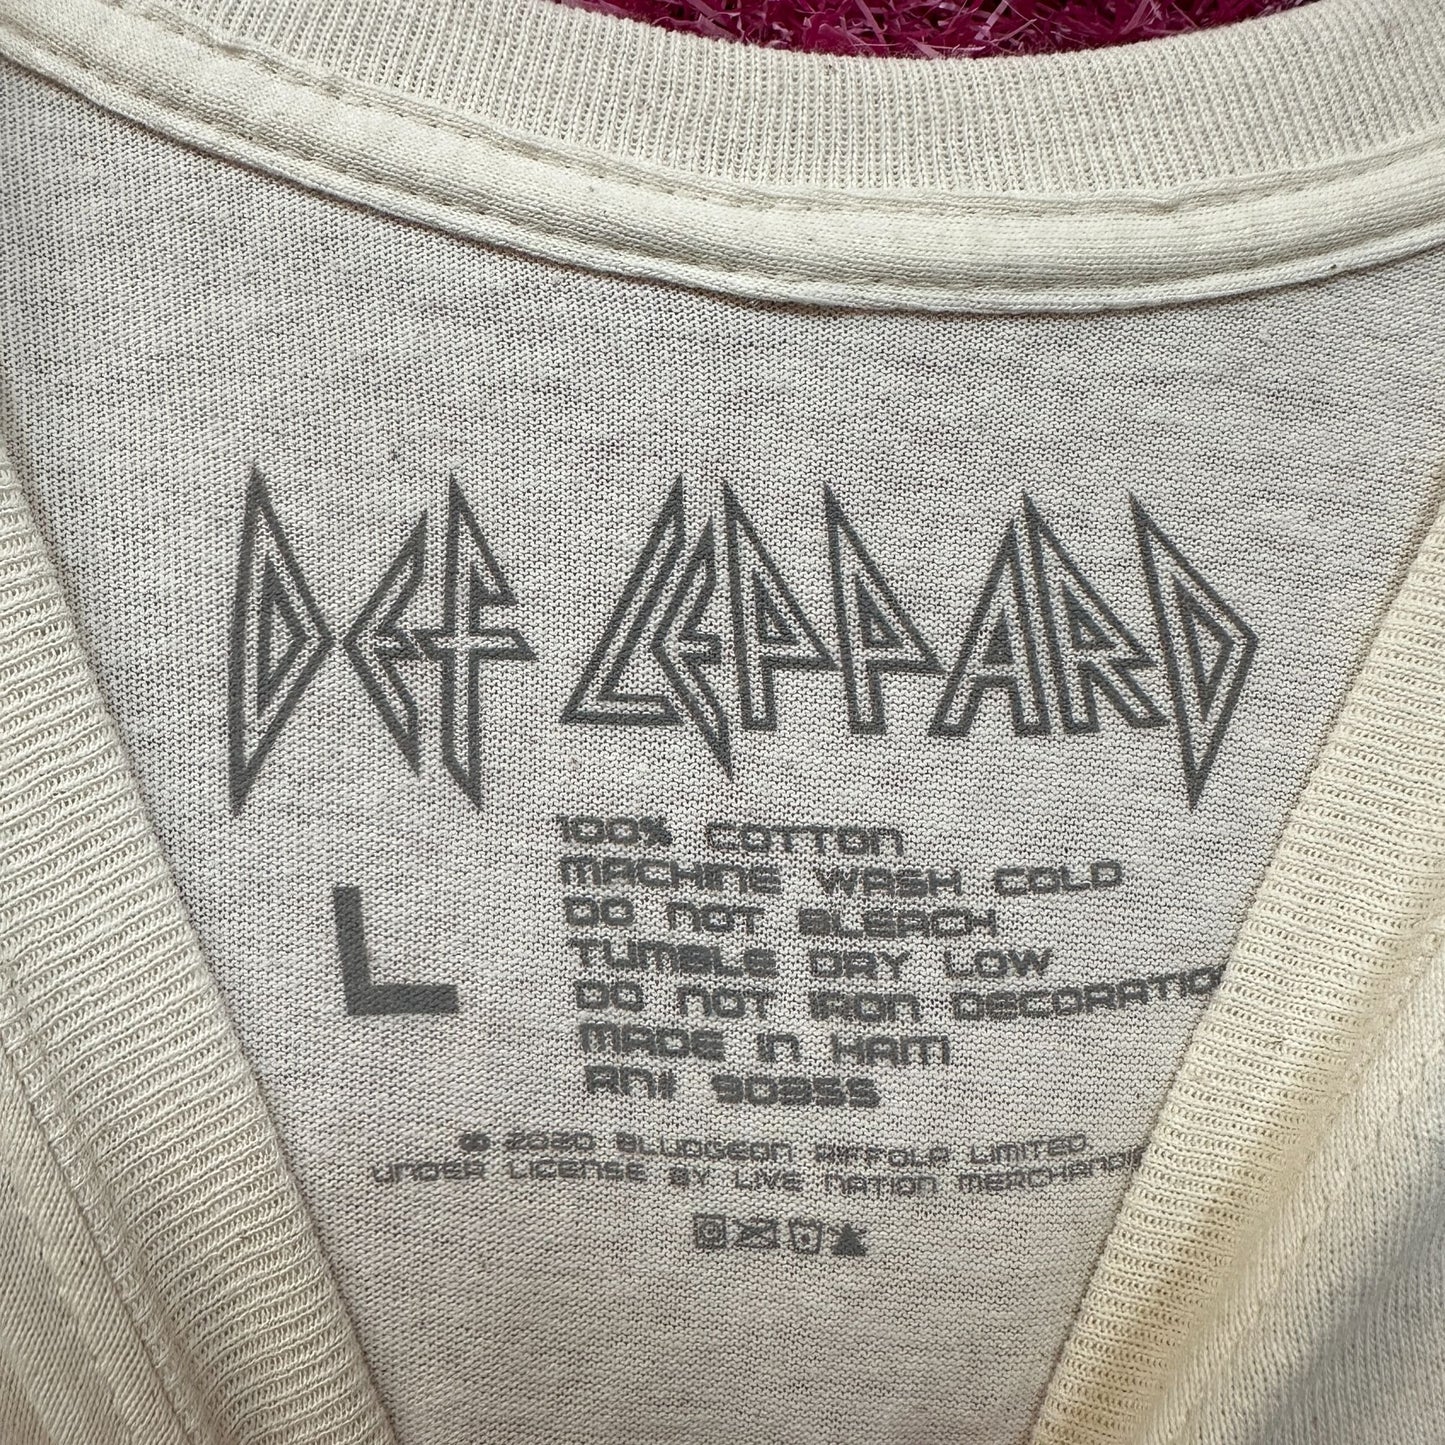 DEF LEPPARD
100% COTTON
MACHINE WASH COLD
DO NOT BLEACH
TUMBLE DRY LOW
DO NOT IRON DECORATIO
MADE IN HAITI
RN# 90355
L
© 2020 BLUDGEON RIFFOLA LIMITED.
UNDER LICENSE BY LIVE NATION MERCHANDI